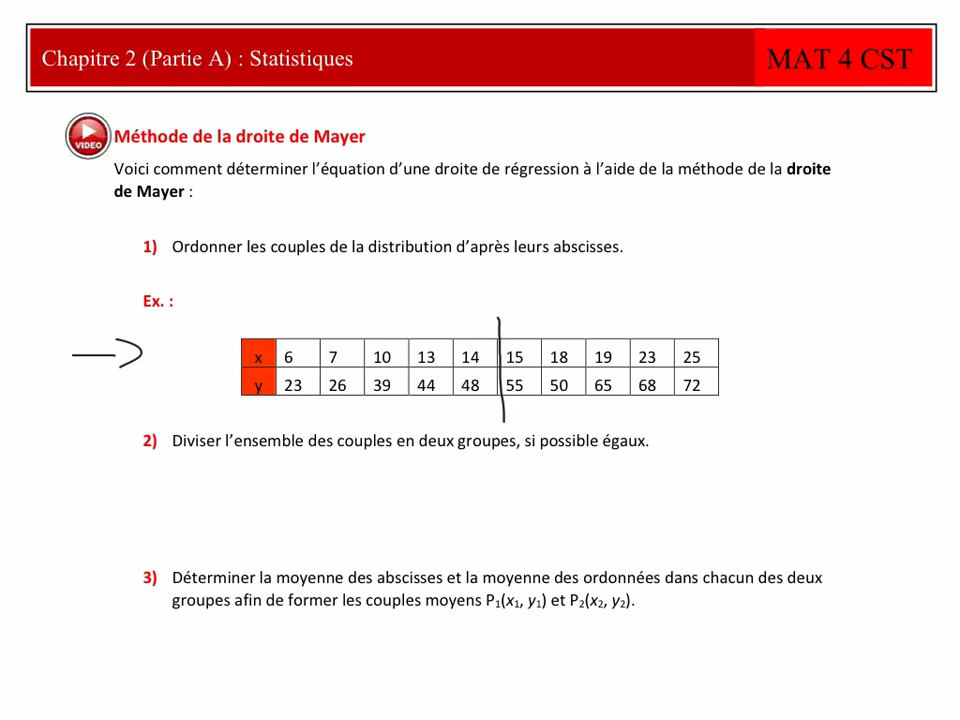 Chapitre 2 (Partie A) : Statistiques
MAT 4 CST
VIDEO
Méthode de la droite de Mayer
Voici comment déterminer l'équation d'une droite de régression à l'aide de la méthode de la droite
de Mayer :
1) Ordonner les couples de la distribution d'après leurs abscisses.
Ex. :
x 6 7 10 13 14 15 18 19 23 25
y 23 26 39 44 48 55 50 65 68 72
2) Diviser l'ensemble des couples en deux groupes, si possible égaux.
3) Déterminer la moyenne des abscisses et la moyenne des ordonnées dans chacun des deux
groupes afin de former les couples moyens P₁(x₁, y₁) et P₂(x₂, y₂).